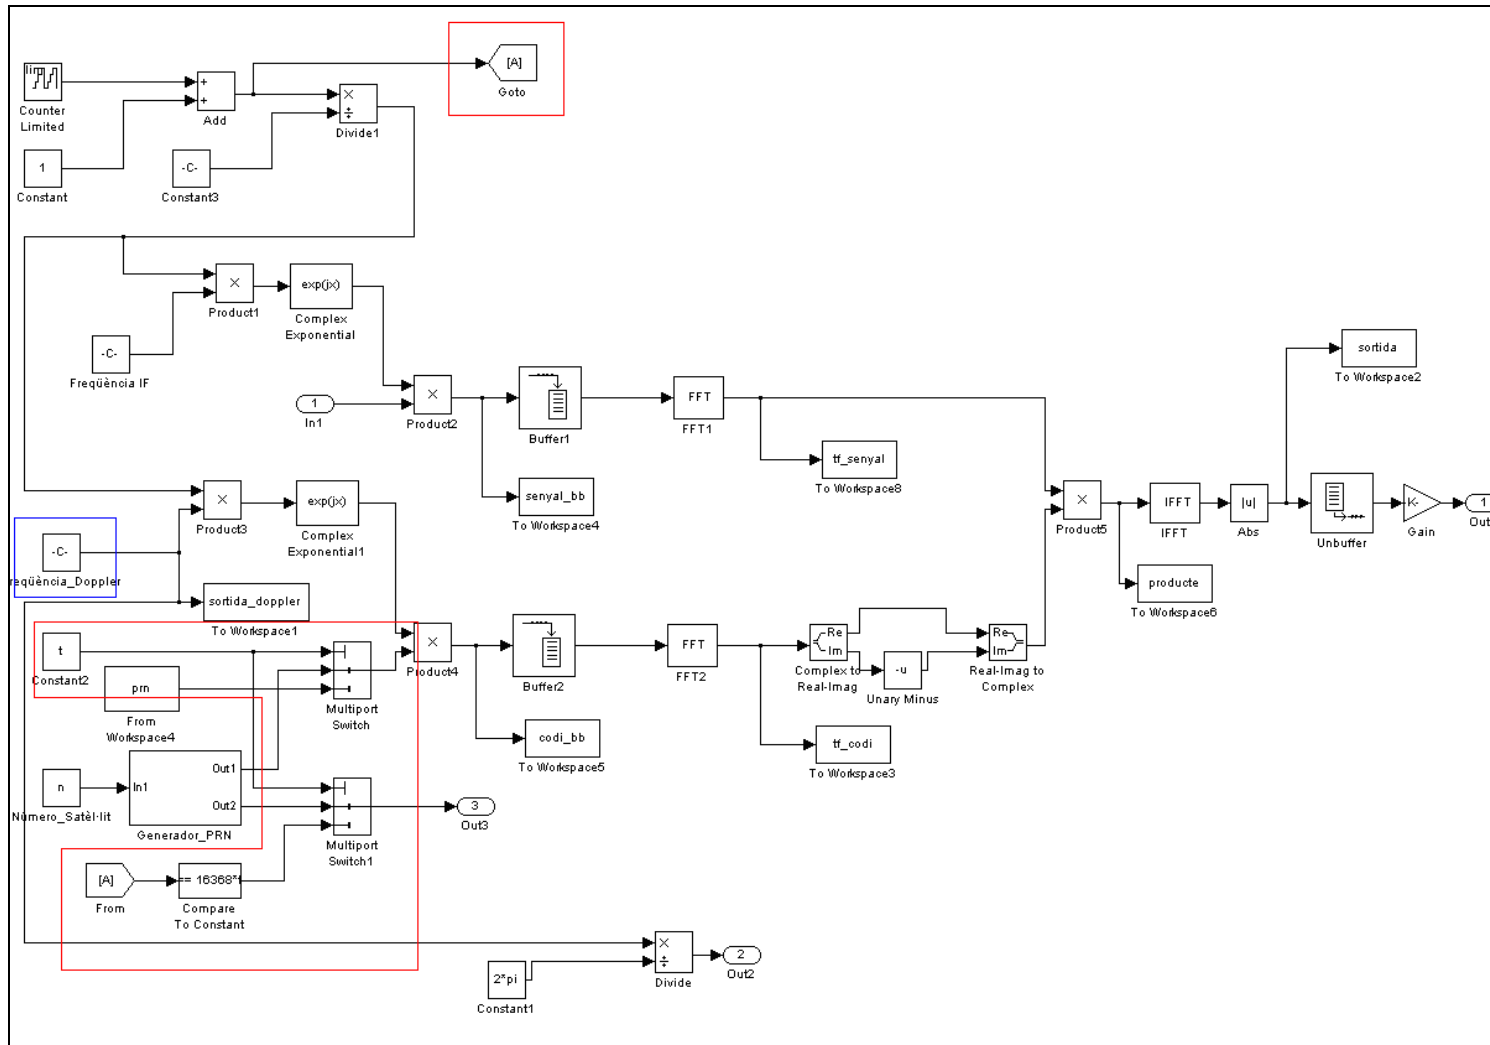 lim
Counter
Limited
+
+
Add
[A]
Goto
×
÷
Divide1
1
Constant
-C-
Constant3
×
Product1
exp(jx)
Complex
Exponential
-C-
Freqüència IF
1
In1
×
Product2
Buffer1
FFT
FFT1
sortida
To Workspace2
tf_senyal
To Workspace8
senyal_bb
To Workspace4
×
Product3
exp(jx)
Complex
Exponential1
×
Product5
IFFT
IFFT
|u|
Abs
Unbuffer
K-
Gain
1
Out
-C-
reqüència_Doppler
sortida_doppler
To Workspace1
producte
To Workspace6
t
Constant2
prn
From
Workspace4
Multiport
Switch
×
Product4
Buffer2
FFT
FFT2
Re
Im
Complex to
Real-Imag
-u
Unary Minus
Re
Im
Real-Imag to
Complex
codi_bb
To Workspace5
tf_codi
To Workspace3
n
Número_Satèl·lit
In1
Out1
Out2
Generador_PRN
Multiport
Switch1
3
Out3
[A]
From
== 16368*t
Compare
To Constant
×
÷
Divide
2
Out2
2*pi
Constant1